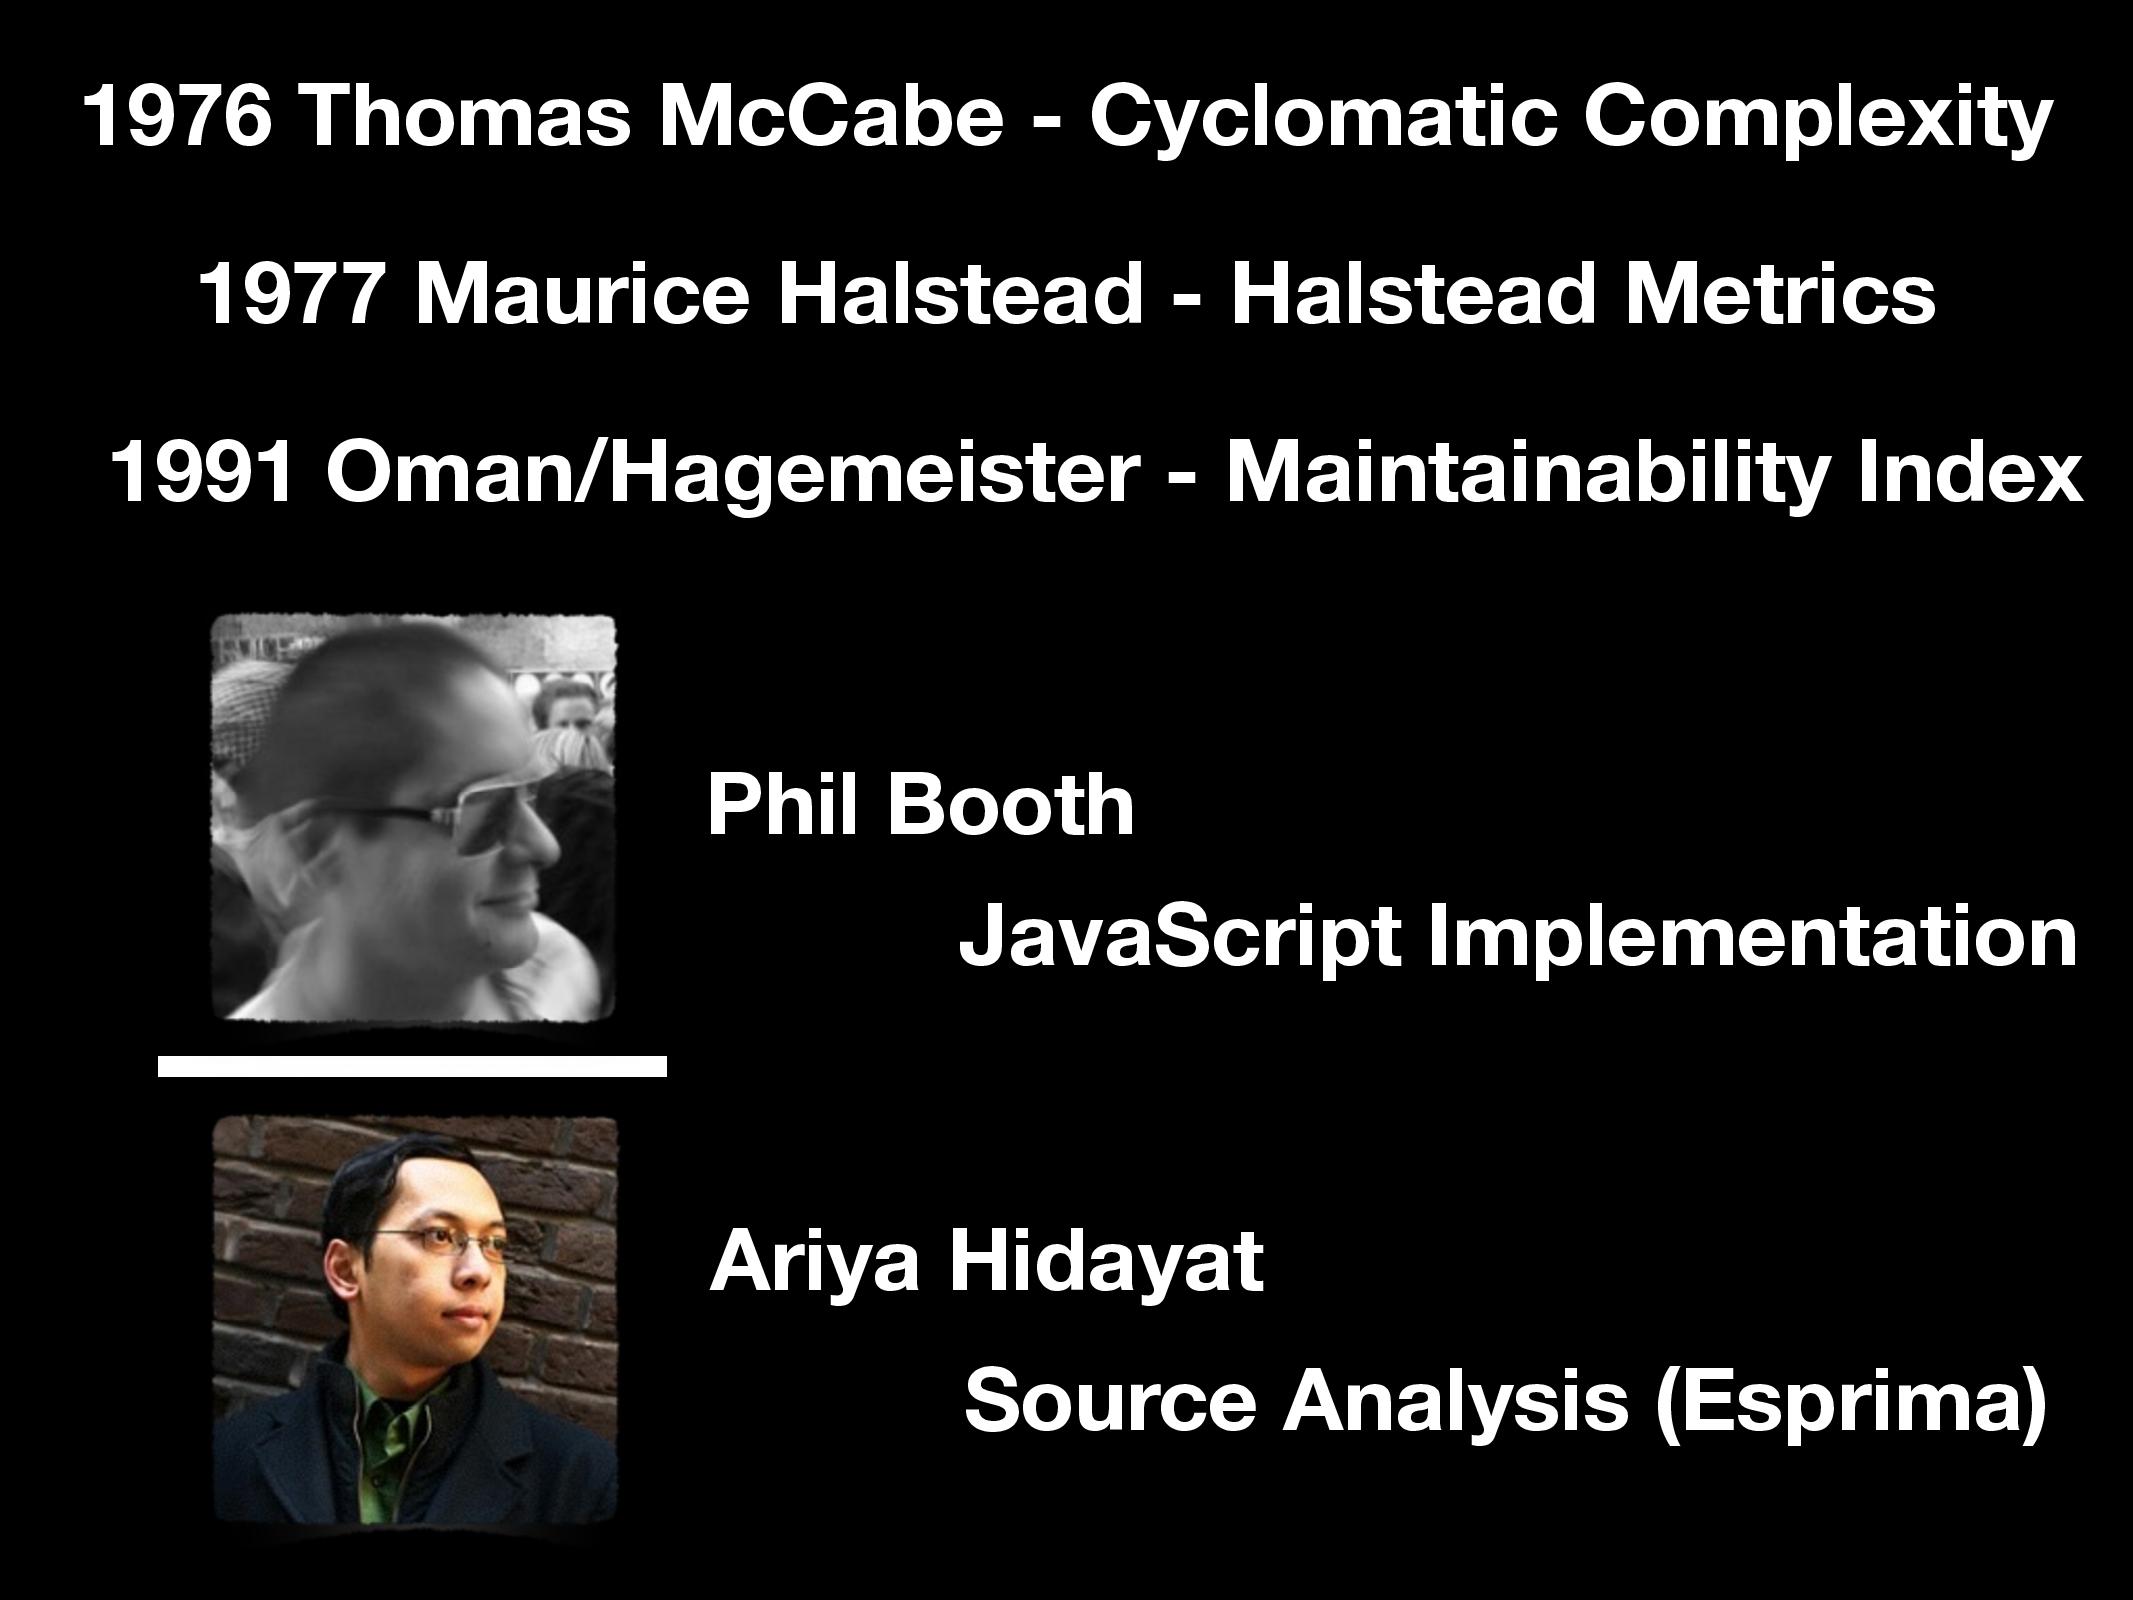 1976 Thomas McCabe - Cyclomatic Complexity
1977 Maurice Halstead - Halstead Metrics
1991 Oman/Hagemeister - Maintainability Index
Phil Booth
JavaScript Implementation
Ariya Hidayat
Source Analysis (Esprima)